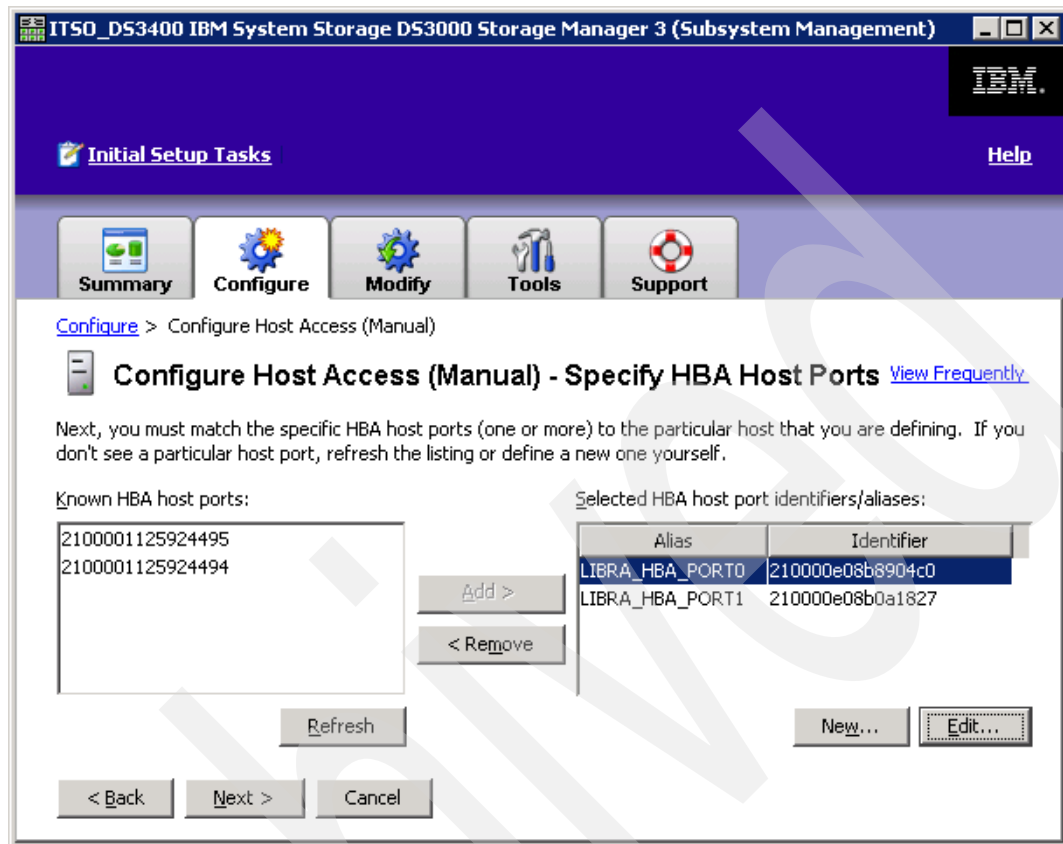 ITSO_DS3400 IBM System Storage DS3000 Storage Manager 3 (Subsystem Management)
IBM.
Initial Setup Tasks
Help
Summary
Configure
Modify
Tools
Support
Configure > Configure Host Access (Manual)
Configure Host Access (Manual) - Specify HBA Host Ports
View Frequently
Next, you must match the specific HBA host ports (one or more) to the particular host that you are defining. If you
don't see a particular host port, refresh the listing or define a new one yourself.
Known HBA host ports:
2100001125924495
2100001125924494
Add >
< Remove
Refresh
Selected HBA host port identifiers/aliases:
Alias Identifier
LIBRA_HBA_PORT0 210000e08b8904c0
LIBRA_HBA_PORT1 210000e08b0a1827
New...
Edit...
< Back
Next >
Cancel